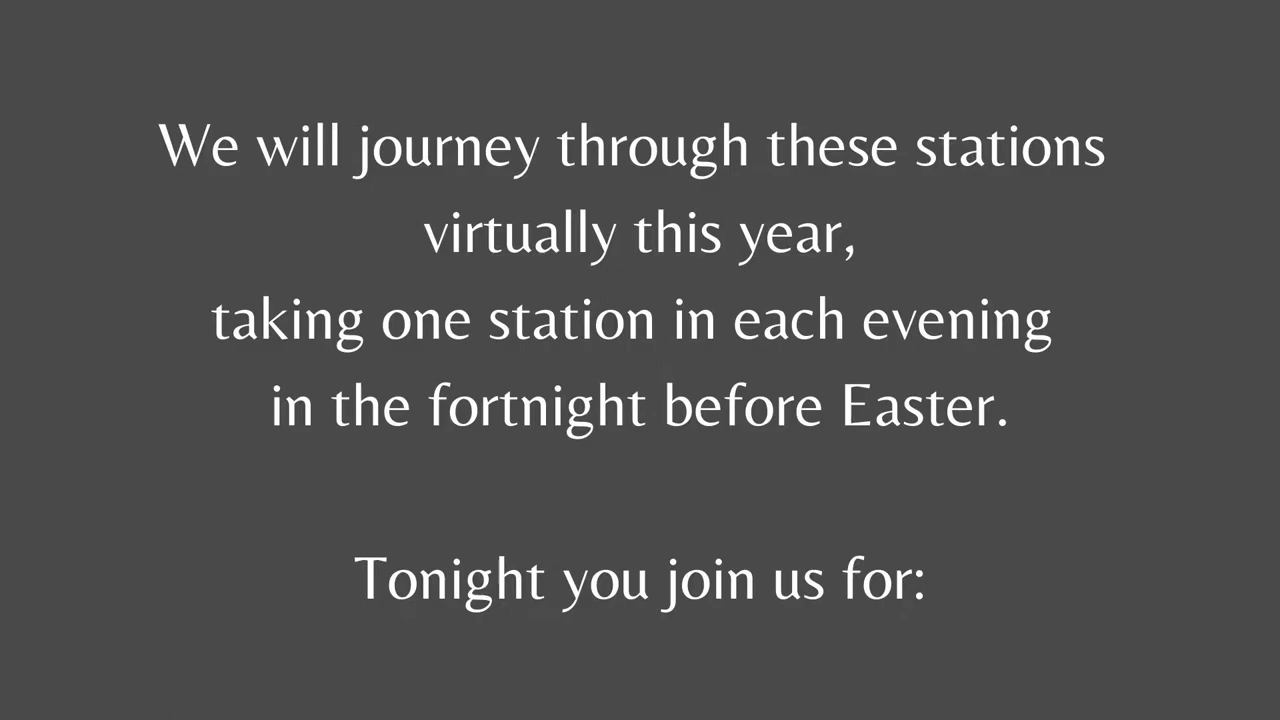 We will journey through these stations
virtually this year,
taking one station in each evening
in the fortnight before Easter.
Tonight you join us for: